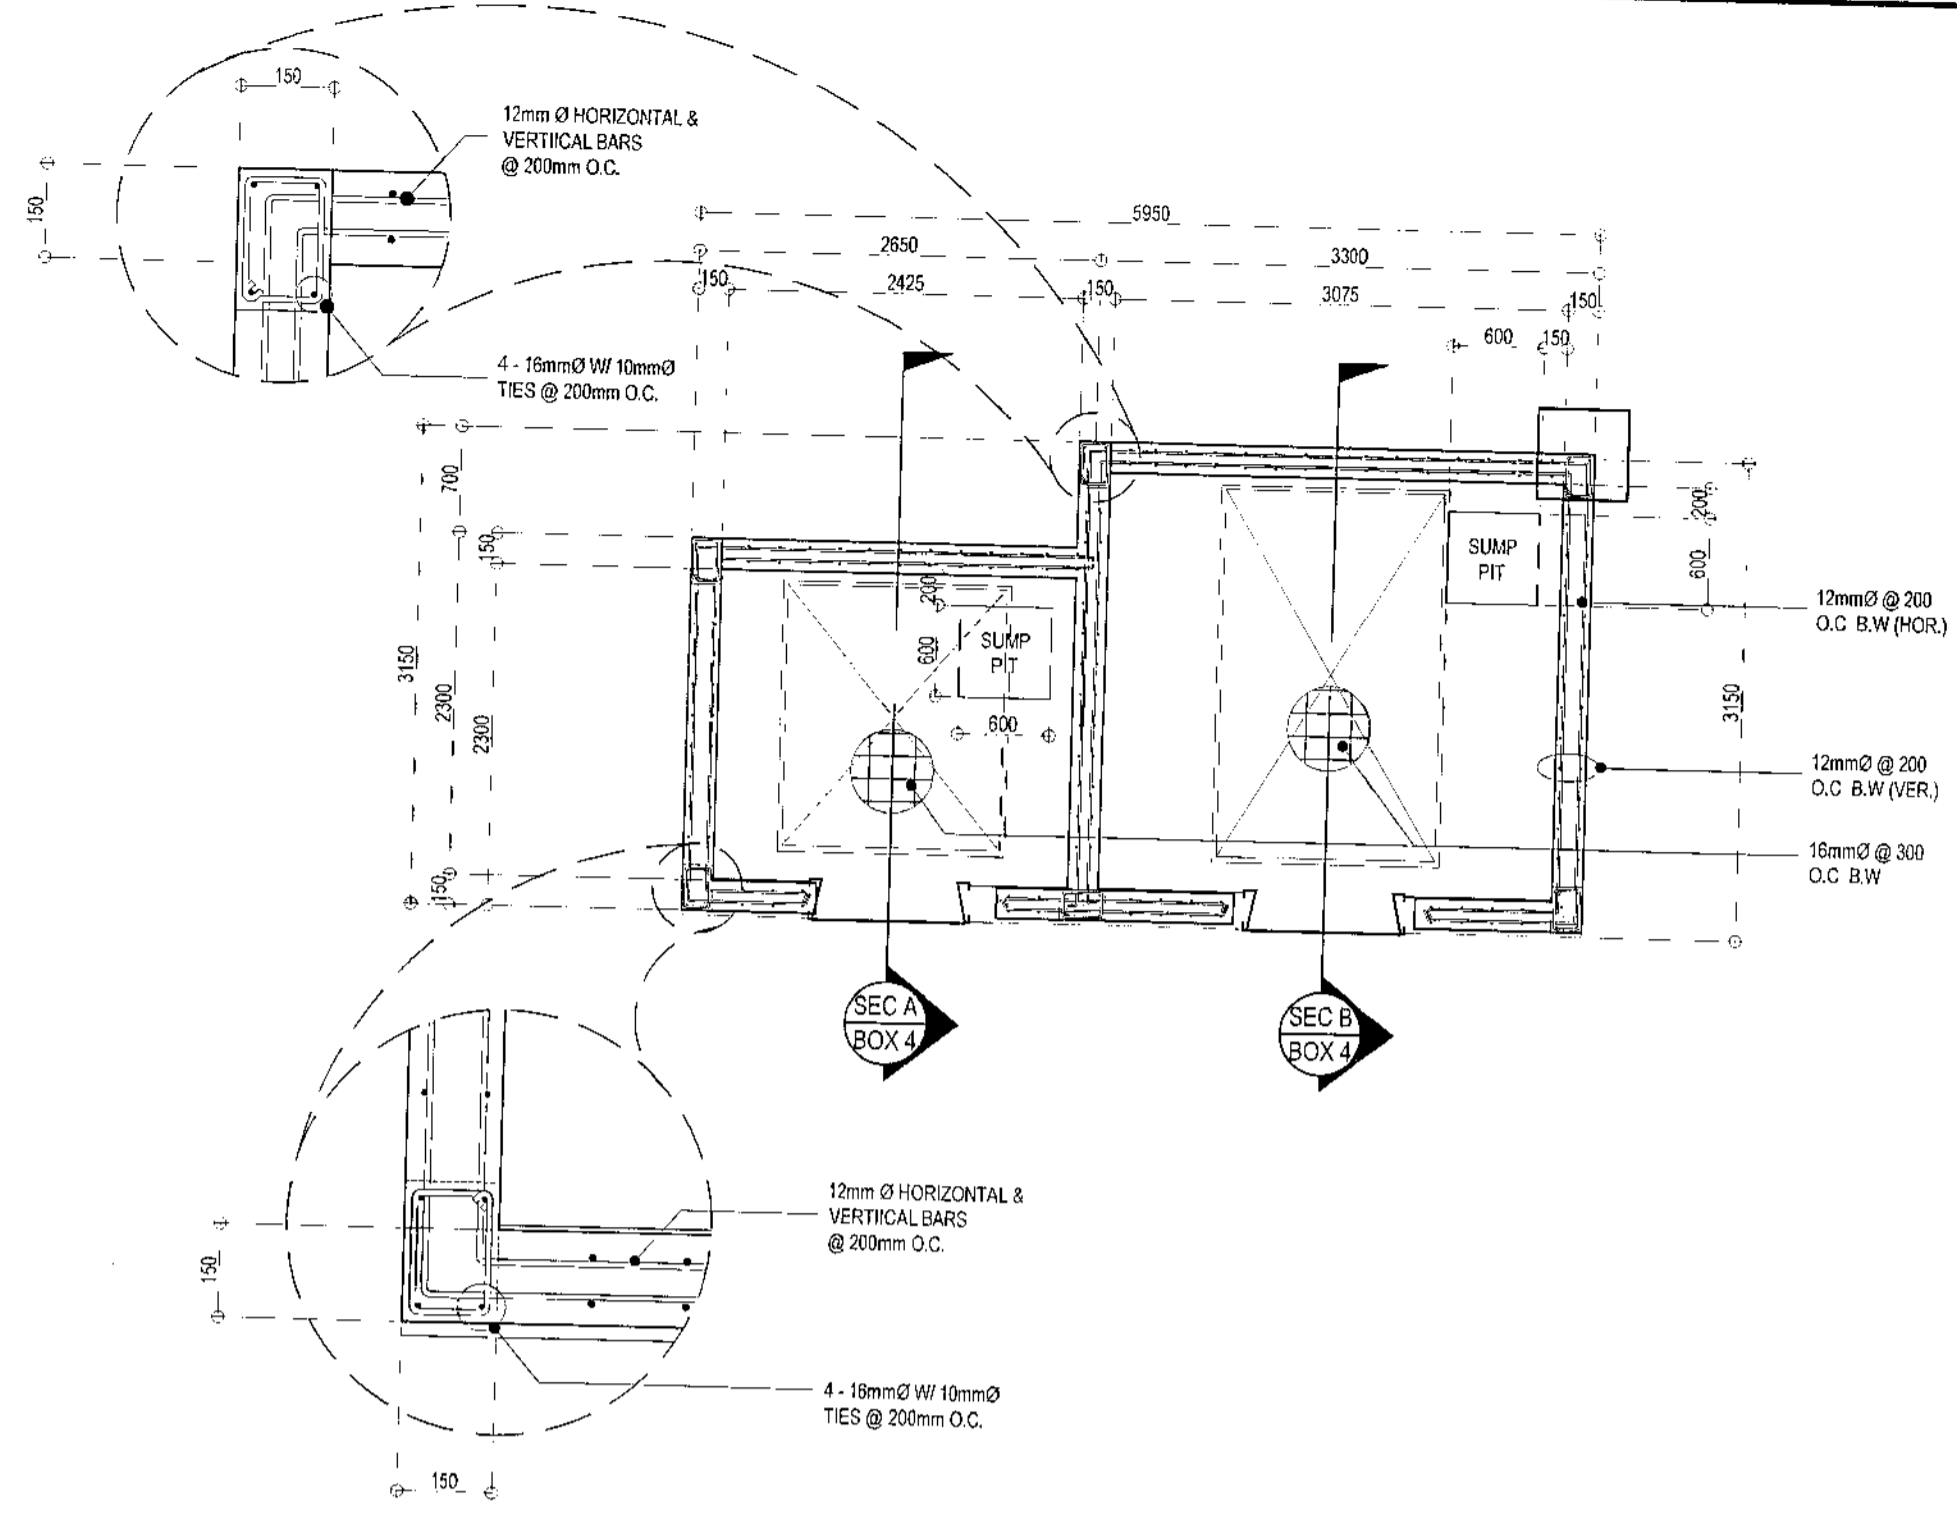 150
12mm Ø HORIZONTAL &
VERTIICAL BARS
@ 200mm O.C.
150
4 - 16mmØ W/ 10mmØ
TIES @ 200mm O.C.
5950
2650
3300
150
2425
150
3075
150
600
150
700
150
3150
2300
2300
150
200
600
SUMP
PIT
600
SUMP
PIT
200
600
3150
12mmØ @ 200
O.C B.W (HOR.)
12mmØ @ 200
O.C B.W (VER.)
16mmØ @ 300
O.C B.W
SEC A
BOX 4
SEC B
BOX 4
12mm Ø HORIZONTAL &
VERTIICAL BARS
@ 200mm O.C.
150
4 - 16mmØ W/ 10mmØ
TIES @ 200mm O.C.
150